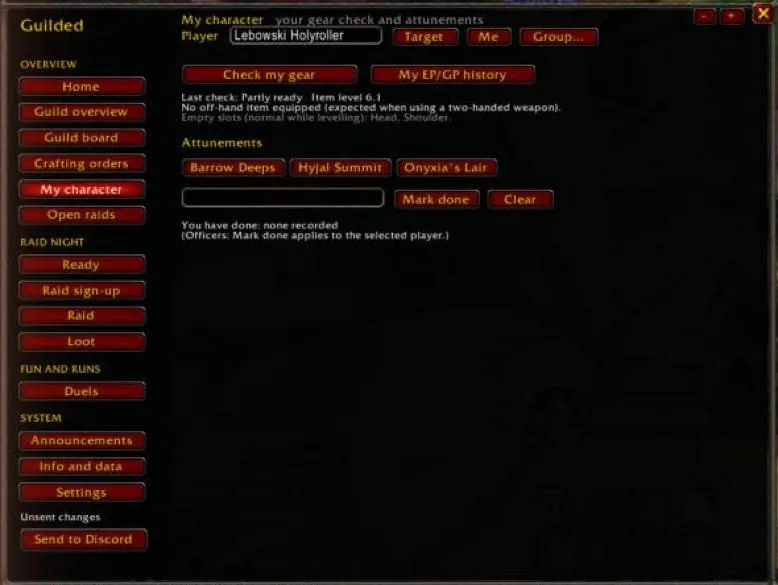 Guilded
My character your gear check and attunements
Player Lebowski Holyroller Target Me Group...
- + X
OVERVIEW
Home
Guild overview
Guild board
Crafting orders
My character
Open raids
RAID NIGHT
Ready
Raid sign-up
Raid
Loot
FUN AND RUNS
Duels
SYSTEM
Announcements
Info and data
Settings
Unsent changes
Send to Discord
Check my gear My EP/GP history
Last check: Partly ready Item level 6.1
No off-hand item equipped (expected when using a two-handed weapon).
Empty slots (normal while levelling): Head, Shoulder.
Attunements
Barrow Deeps Hyjal Summit Onyxia's Lair
Mark done Clear
You have done: none recorded
(Officers: Mark done applies to the selected player.)